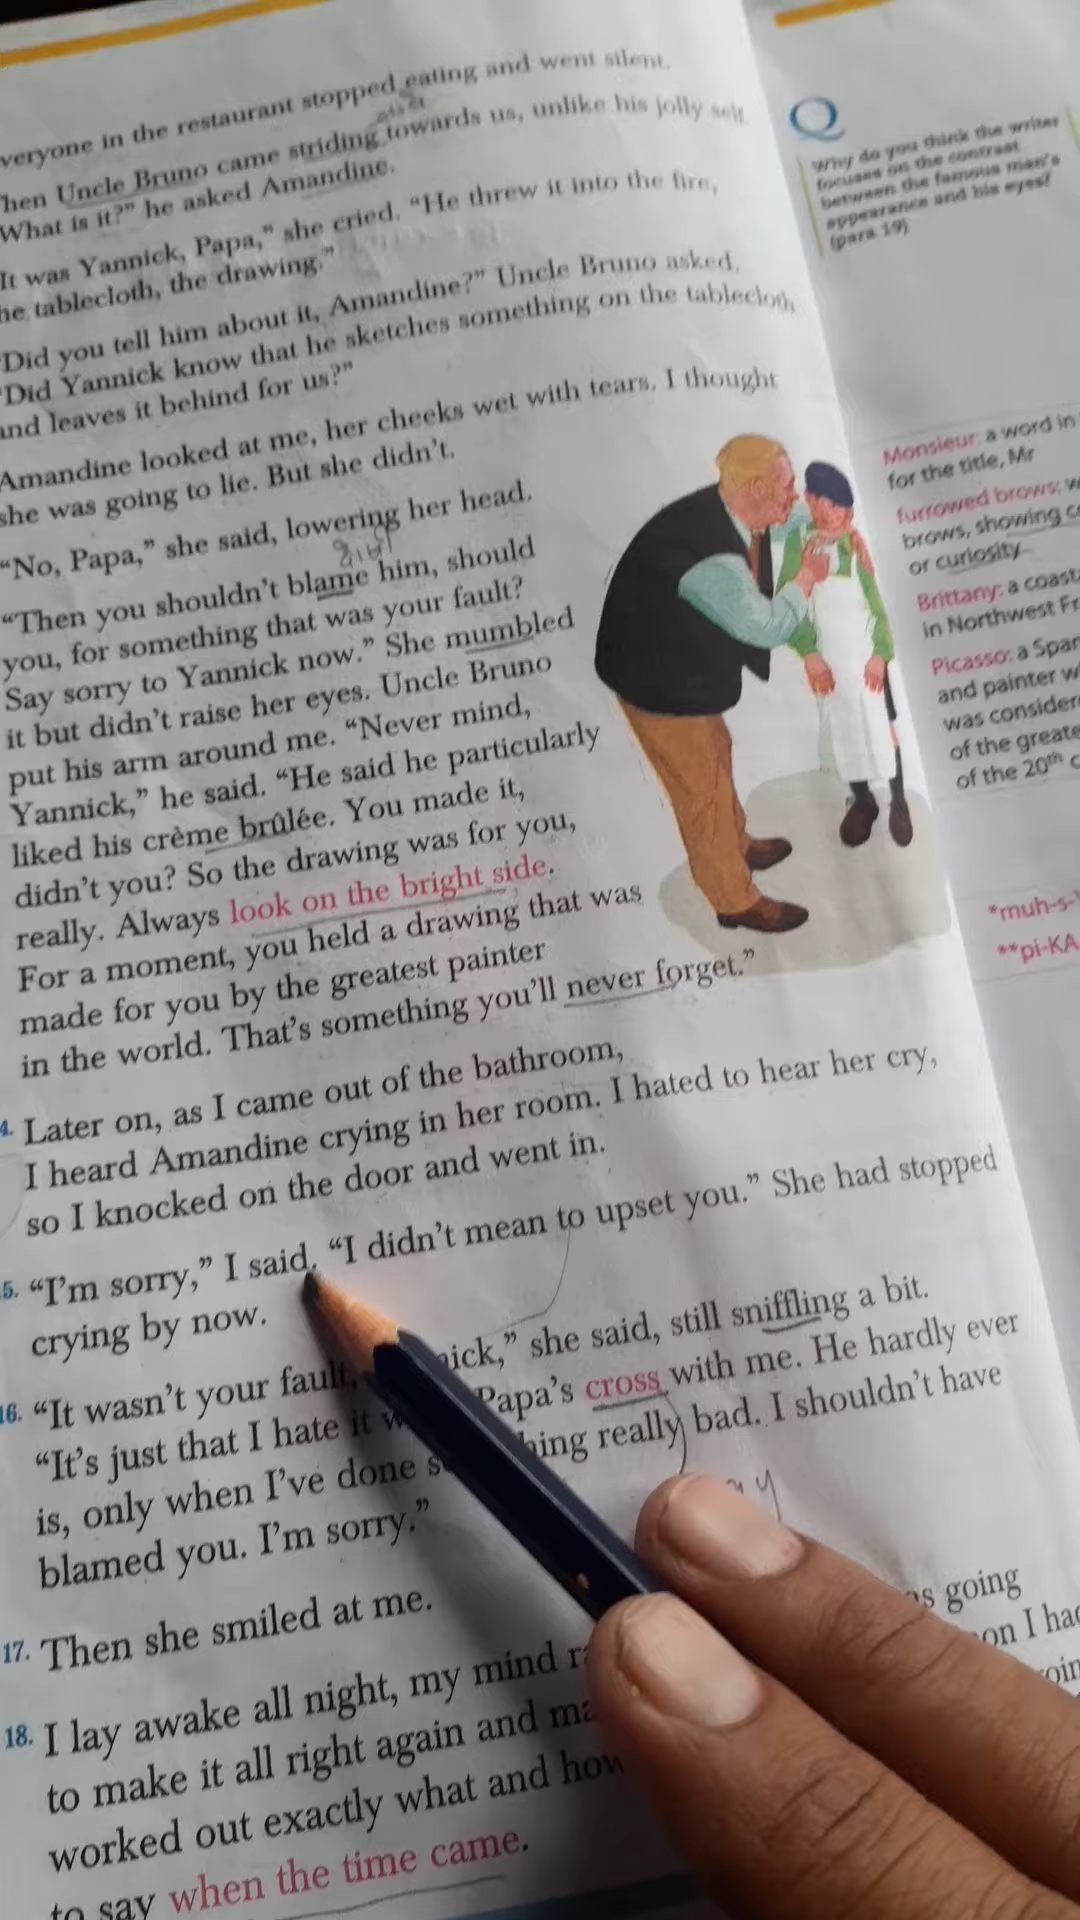 veryone in the restaurant stopped eating and went silent.
hen Uncle Bruno came striding towards us, unlike his jolly self.
What is it?" he asked Amandine.
It was Yannick, Papa," she cried. "He threw it into the fire,
he tablecloth, the drawing."
"Did you tell him about it, Amandine?" Uncle Bruno asked.
"Did Yannick know that he sketches something on the tablecloth
and leaves it behind for us?"
Amandine looked at me, her cheeks wet with tears. I thought
she was going to lie. But she didn't.
"No, Papa," she said, lowering her head.
"Then you shouldn't blame him, should
you, for something that was your fault?
Say sorry to Yannick now." She mumbled
it but didn't raise her eyes. Uncle Bruno
put his arm around me. "Never mind,
Yannick," he said. "He said he particularly
liked his crème brûlée. You made it,
didn't you? So the drawing was for you,
really. Always look on the bright side.
For a moment, you held a drawing that was
made for you by the greatest painter
in the world. That's something you'll never forget."
4. Later on, as I came out of the bathroom,
I heard Amandine crying in her room. I hated to hear her cry,
so I knocked on the door and went in.
5. "I'm sorry," I said. "I didn't mean to upset you." She had stopped
crying by now.
16. "It wasn't your fault, nick," she said, still sniffling a bit.
"It's just that I hate it w Papa's cross with me. He hardly ever
is, only when I've done s hing really bad. I shouldn't have
blamed you. I'm sorry."
17. Then she smiled at me.
18. I lay awake all night, my mind r s going
to make it all right again and ma on I had
worked out exactly what and how oin
to say when the time came.
Q
Why do you think the writer
focuses on the contrast
between the famous man's
appearance and his eyes?
(para 19)
Monsieur: a word in
for the title, Mr
furrowed brows: w
brows, showing c
or curiosity
Brittany: a coast
in Northwest Fr
Picasso: a Spa
and painter w
was consider
of the greate
of the 20th c
*muh-s-
**pi-KA